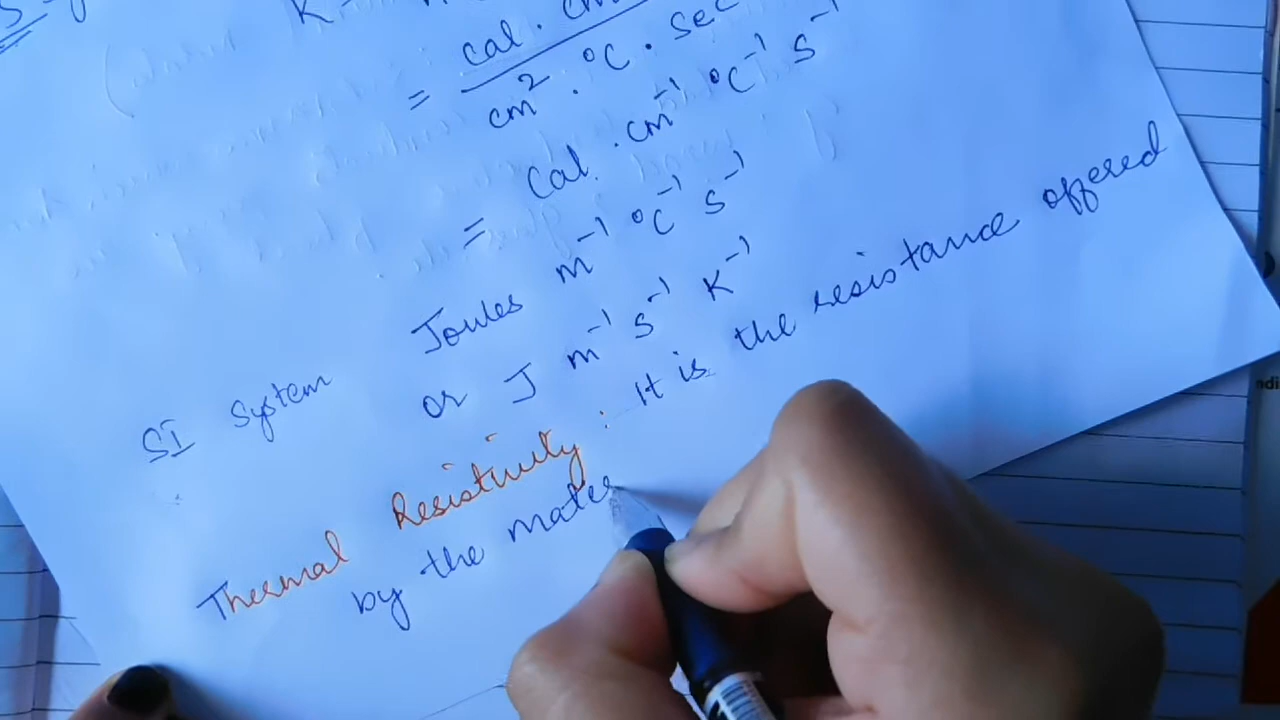 K
= cal. cm / cm² . °C . sec
= Cal . cm⁻¹ °C⁻¹ s⁻¹
SI System Joules m⁻¹ °C⁻¹ s⁻¹
or J m⁻¹ s⁻¹ K⁻¹
Thermal Resistivity : It is the resistance offered
by the mater